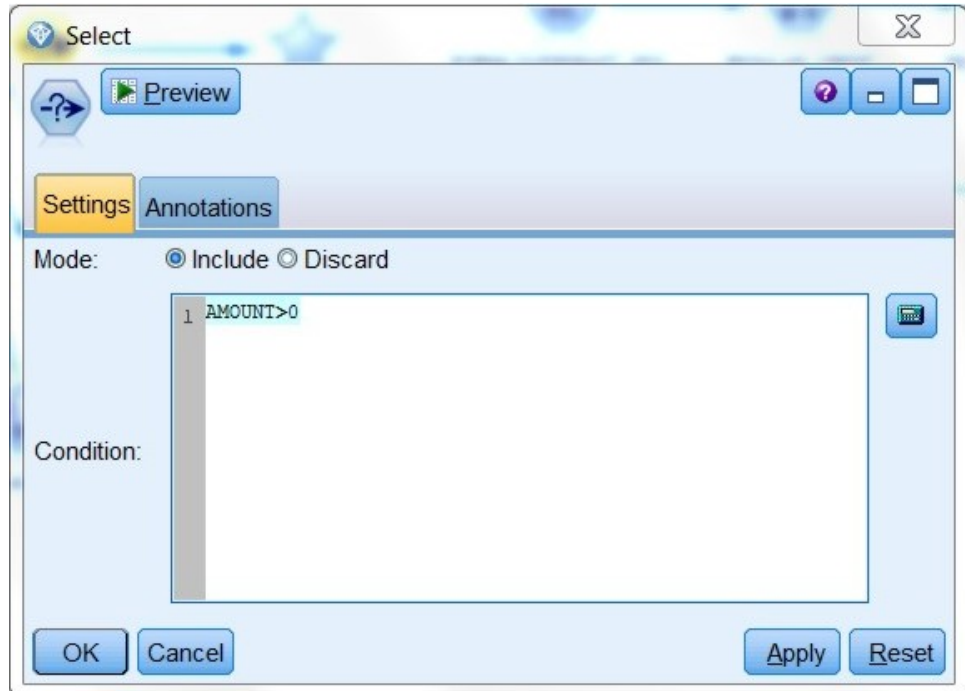 Select
Preview
Settings Annotations
Mode: Include Discard
1 AMOUNT>0
Condition:
OK Cancel Apply Reset